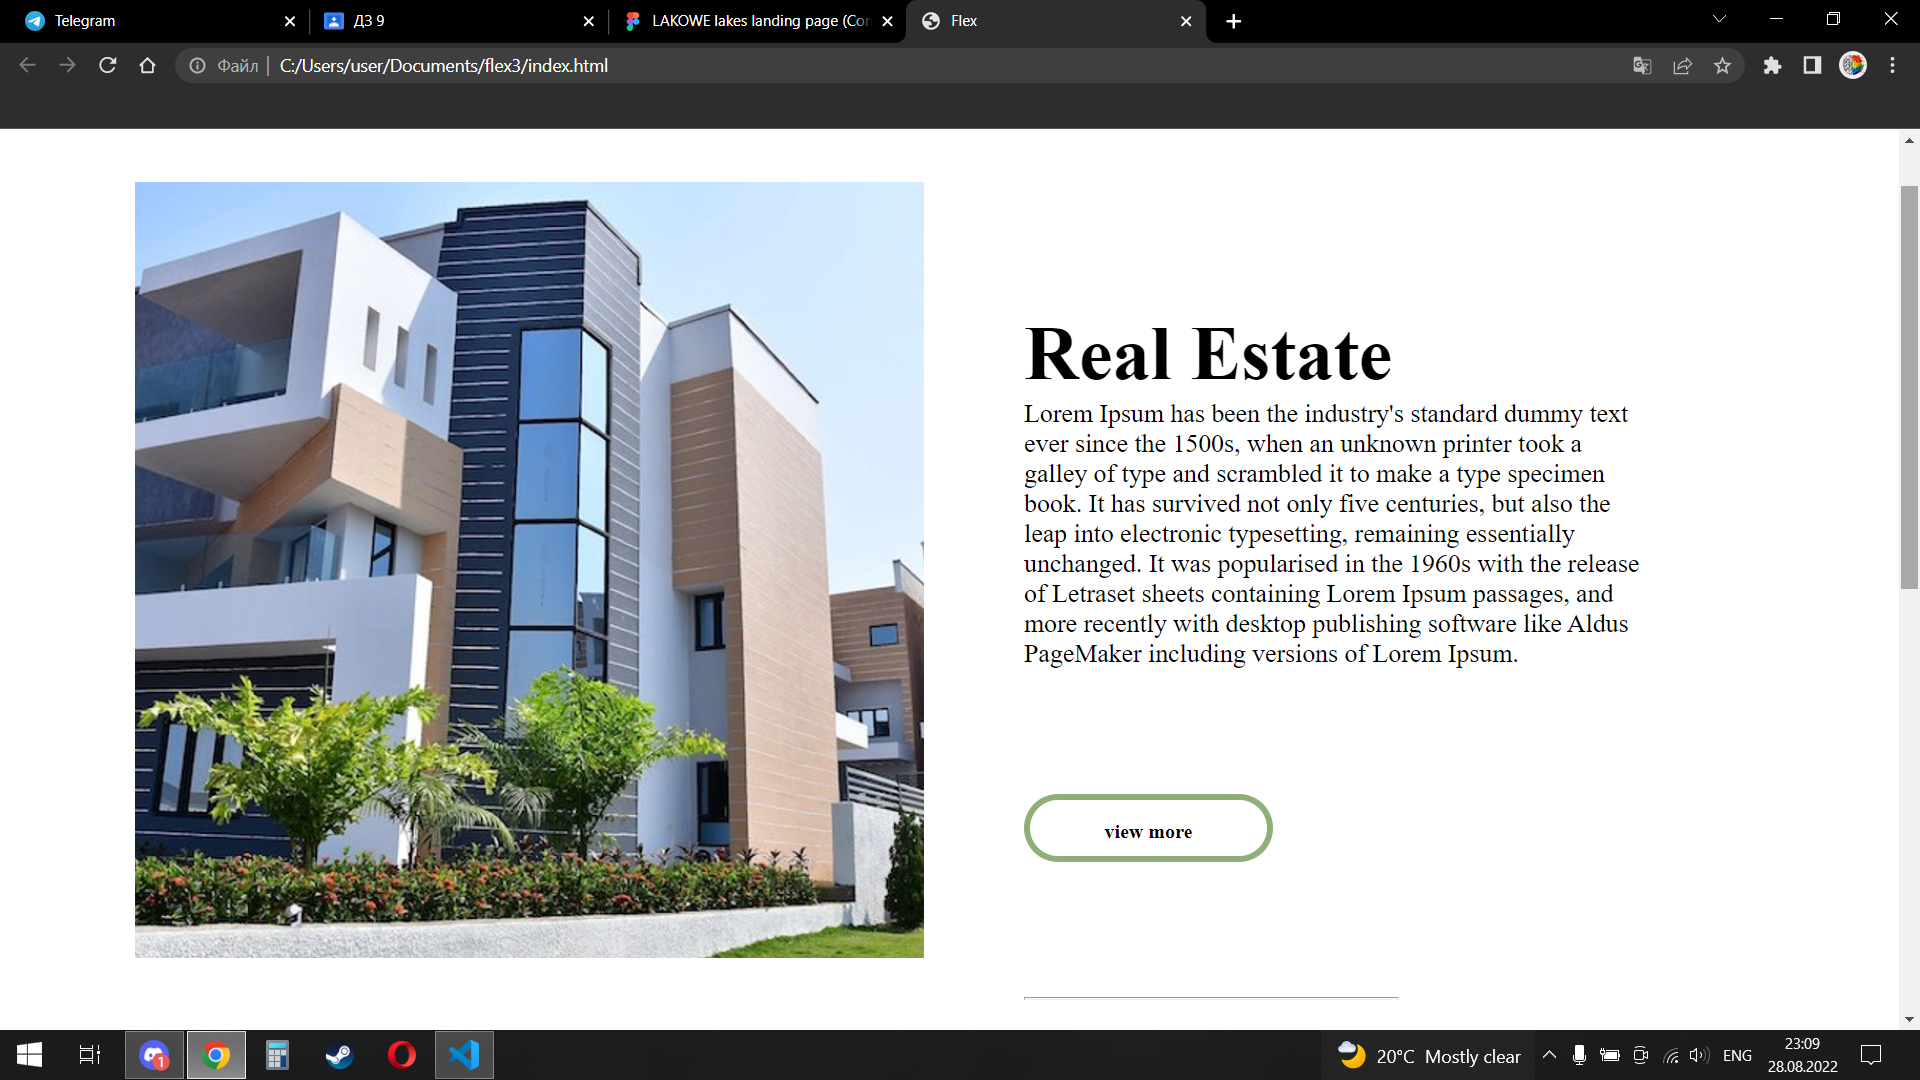 Telegram
ДЗ 9
LAKOWE lakes landing page (Con
Flex
Файл
C:/Users/user/Documents/flex3/index.html
Real Estate
Lorem Ipsum has been the industry's standard dummy text
ever since the 1500s, when an unknown printer took a
galley of type and scrambled it to make a type specimen
book. It has survived not only five centuries, but also the
leap into electronic typesetting, remaining essentially
unchanged. It was popularised in the 1960s with the release
of Letraset sheets containing Lorem Ipsum passages, and
more recently with desktop publishing software like Aldus
PageMaker including versions of Lorem Ipsum.
view more
1
20°C Mostly clear
ENG
23:09
28.08.2022